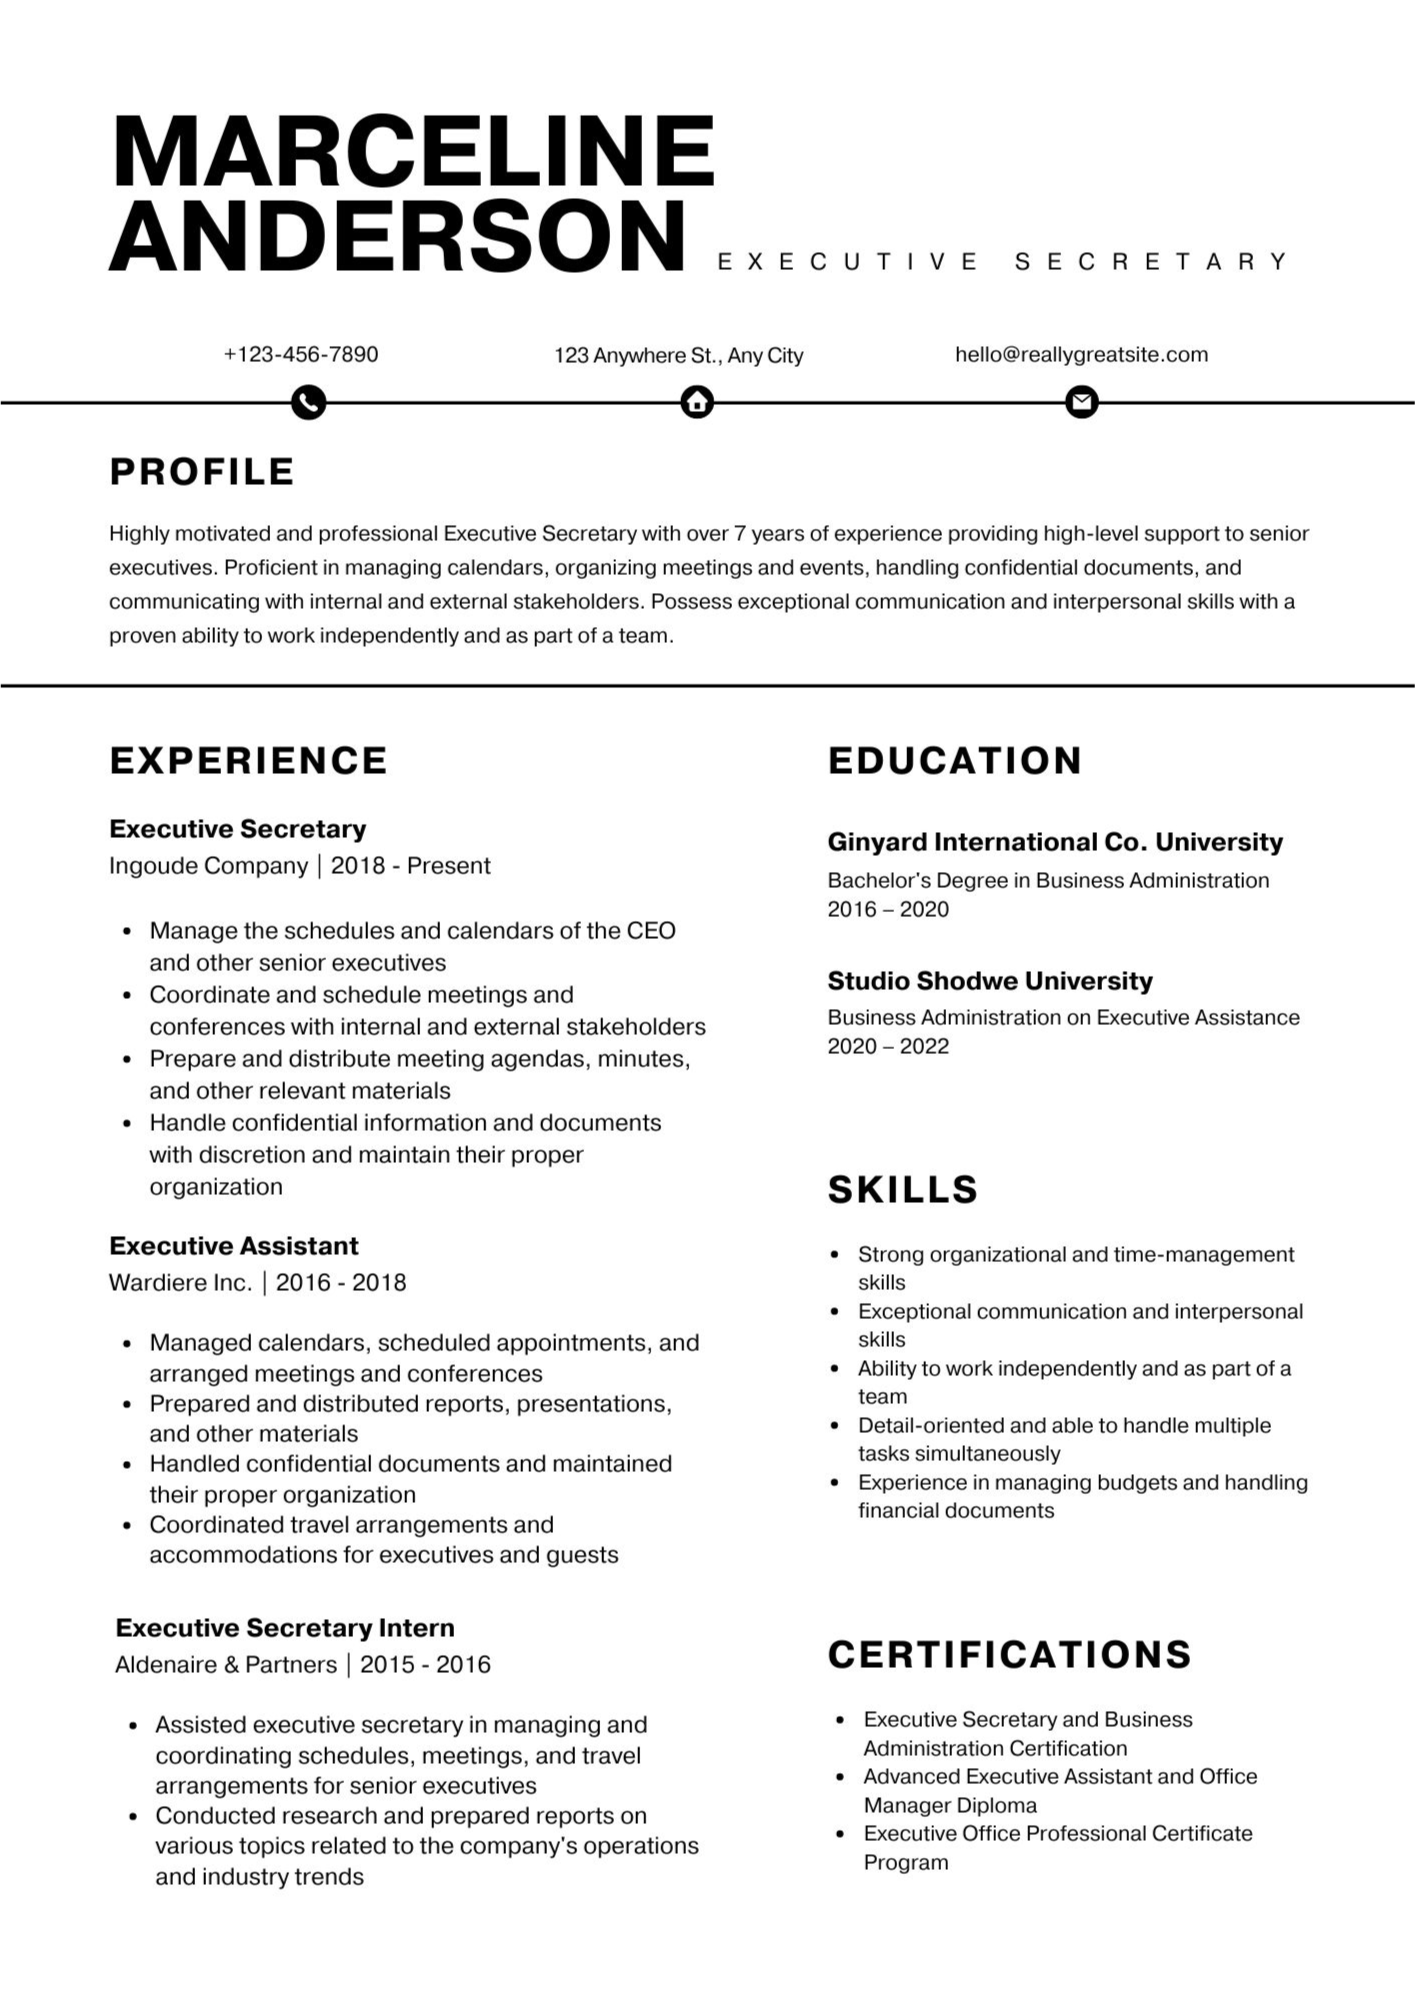 MARCELINE
ANDERSON
EXECUTIVE SECRETARY
+123-456-7890
123 Anywhere St., Any City
hello@reallygreatsite.com
PROFILE
Highly motivated and professional Executive Secretary with over 7 years of experience providing high-level support to senior
executives. Proficient in managing calendars, organizing meetings and events, handling confidential documents, and
communicating with internal and external stakeholders. Possess exceptional communication and interpersonal skills with a
proven ability to work independently and as part of a team.
EXPERIENCE
Executive Secretary
Ingoude Company | 2018 - Present
• Manage the schedules and calendars of the CEO
and other senior executives
• Coordinate and schedule meetings and
conferences with internal and external stakeholders
• Prepare and distribute meeting agendas, minutes,
and other relevant materials
• Handle confidential information and documents
with discretion and maintain their proper
organization
Executive Assistant
Wardiere Inc. | 2016 - 2018
• Managed calendars, scheduled appointments, and
arranged meetings and conferences
• Prepared and distributed reports, presentations,
and other materials
• Handled confidential documents and maintained
their proper organization
• Coordinated travel arrangements and
accommodations for executives and guests
Executive Secretary Intern
Aldenaire & Partners | 2015 - 2016
• Assisted executive secretary in managing and
coordinating schedules, meetings, and travel
arrangements for senior executives
• Conducted research and prepared reports on
various topics related to the company's operations
and industry trends
EDUCATION
Ginyard International Co. University
Bachelor's Degree in Business Administration
2016 – 2020
Studio Shodwe University
Business Administration on Executive Assistance
2020 – 2022
SKILLS
• Strong organizational and time-management
skills
• Exceptional communication and interpersonal
skills
• Ability to work independently and as part of a
team
• Detail-oriented and able to handle multiple
tasks simultaneously
• Experience in managing budgets and handling
financial documents
CERTIFICATIONS
• Executive Secretary and Business
Administration Certification
• Advanced Executive Assistant and Office
Manager Diploma
• Executive Office Professional Certificate
Program